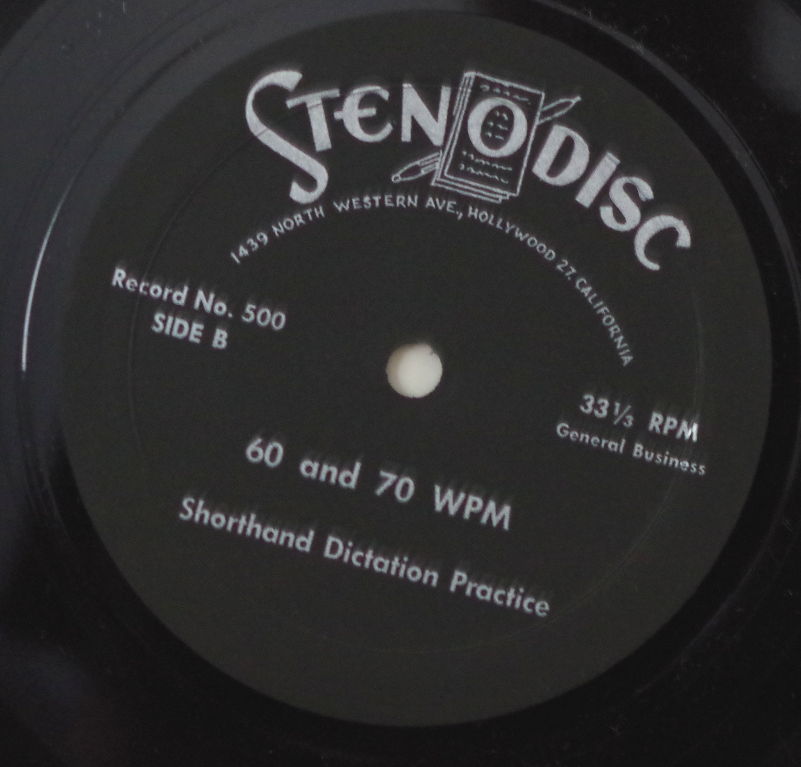 STENODISC
1439 NORTH WESTERN AVE., HOLLYWOOD 27, CALIFORNIA
Record No. 500
SIDE B
33⅓ RPM
General Business
60 and 70 WPM
Shorthand Dictation Practice